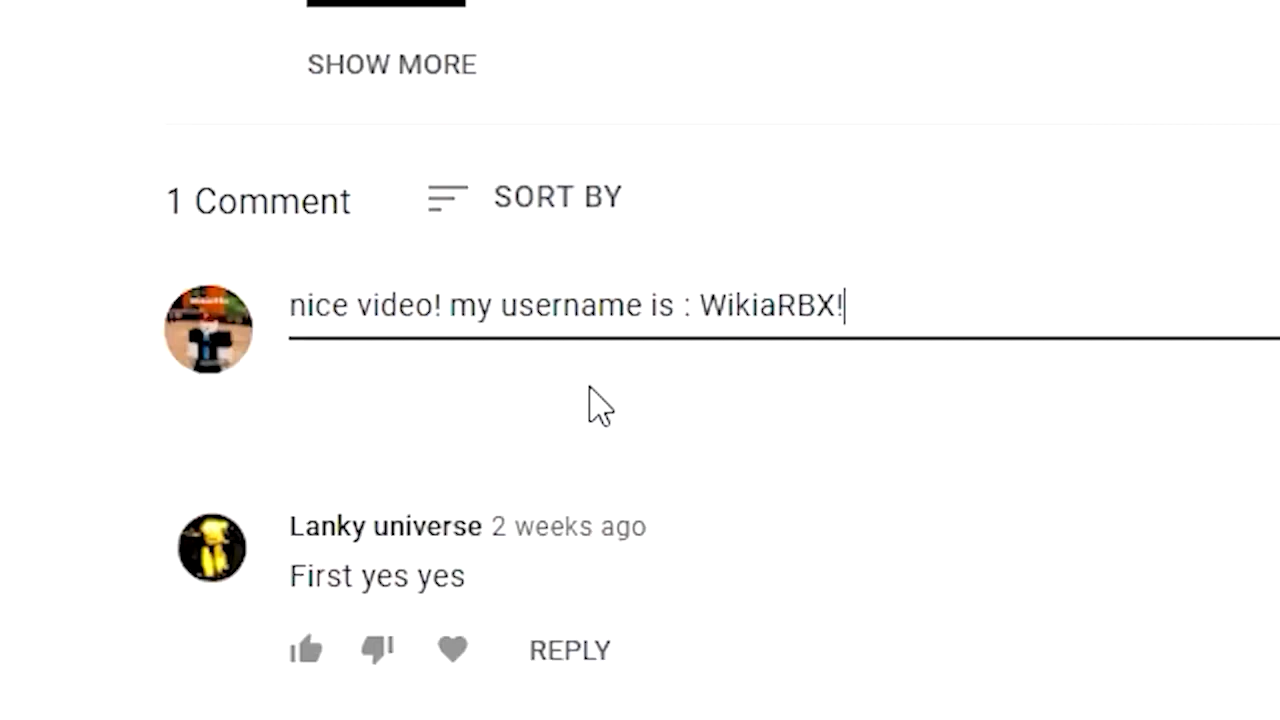 SHOW MORE
1 Comment
SORT BY
nice video! my username is : WikiaRBX!
Lanky universe 2 weeks ago
First yes yes
REPLY